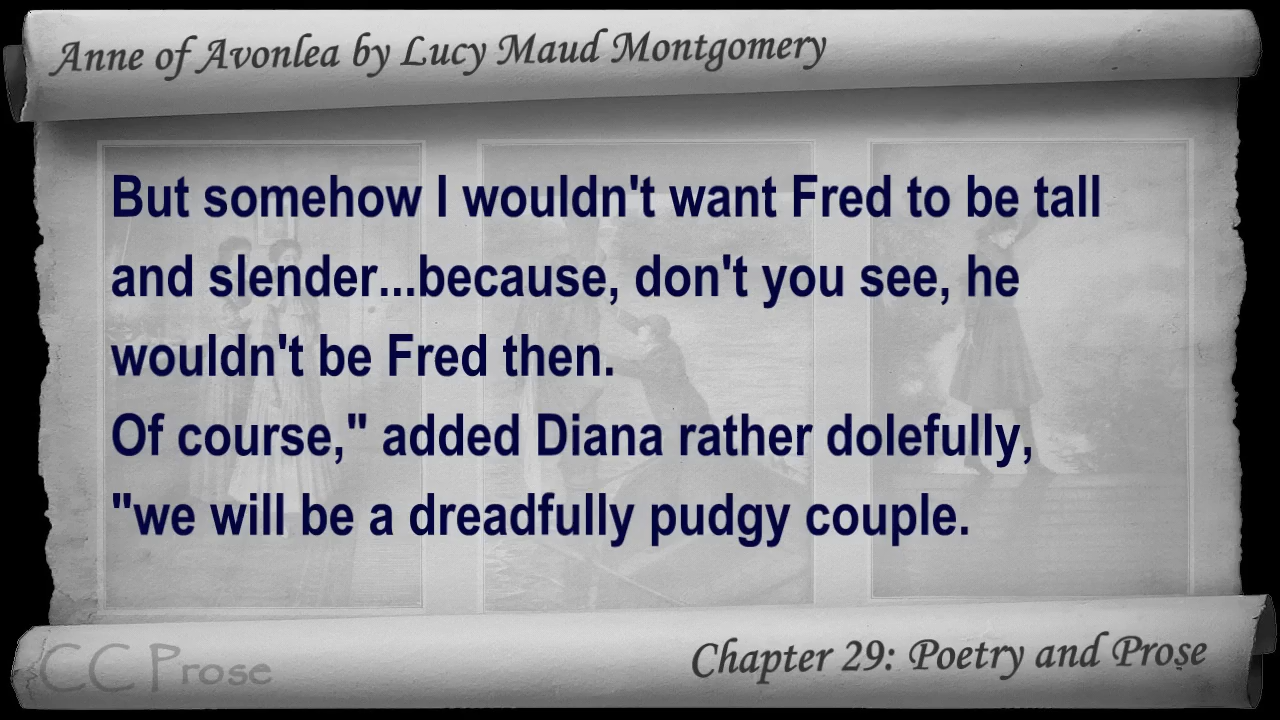 Anne of Avonlea by Lucy Maud Montgomery
But somehow I wouldn't want Fred to be tall
and slender...because, don't you see, he
wouldn't be Fred then.
Of course," added Diana rather dolefully,
"we will be a dreadfully pudgy couple.
CC Prose
Chapter 29: Poetry and Prose